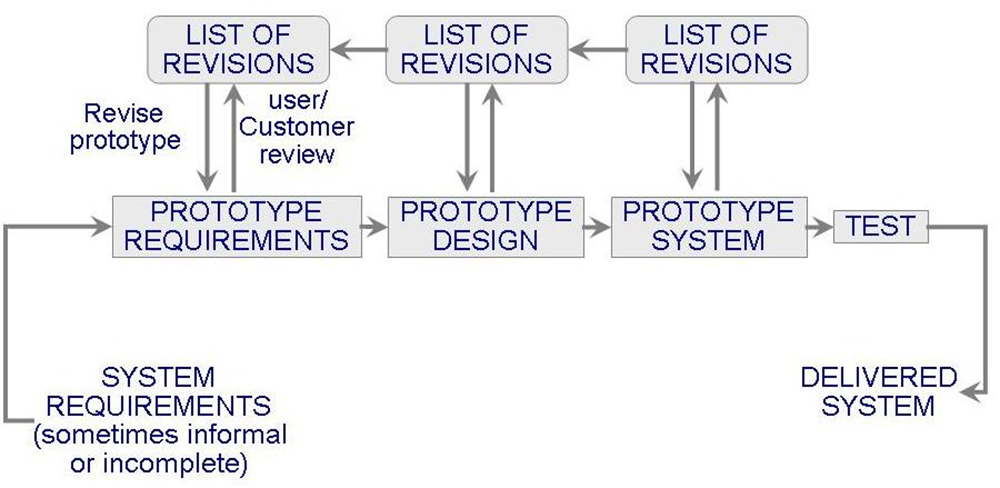 LIST OF
REVISIONS
LIST OF
REVISIONS
LIST OF
REVISIONS
Revise
prototype
user/
Customer
review
PROTOTYPE
REQUIREMENTS
PROTOTYPE
DESIGN
PROTOTYPE
SYSTEM
TEST
SYSTEM
REQUIREMENTS
(sometimes informal
or incomplete)
DELIVERED
SYSTEM